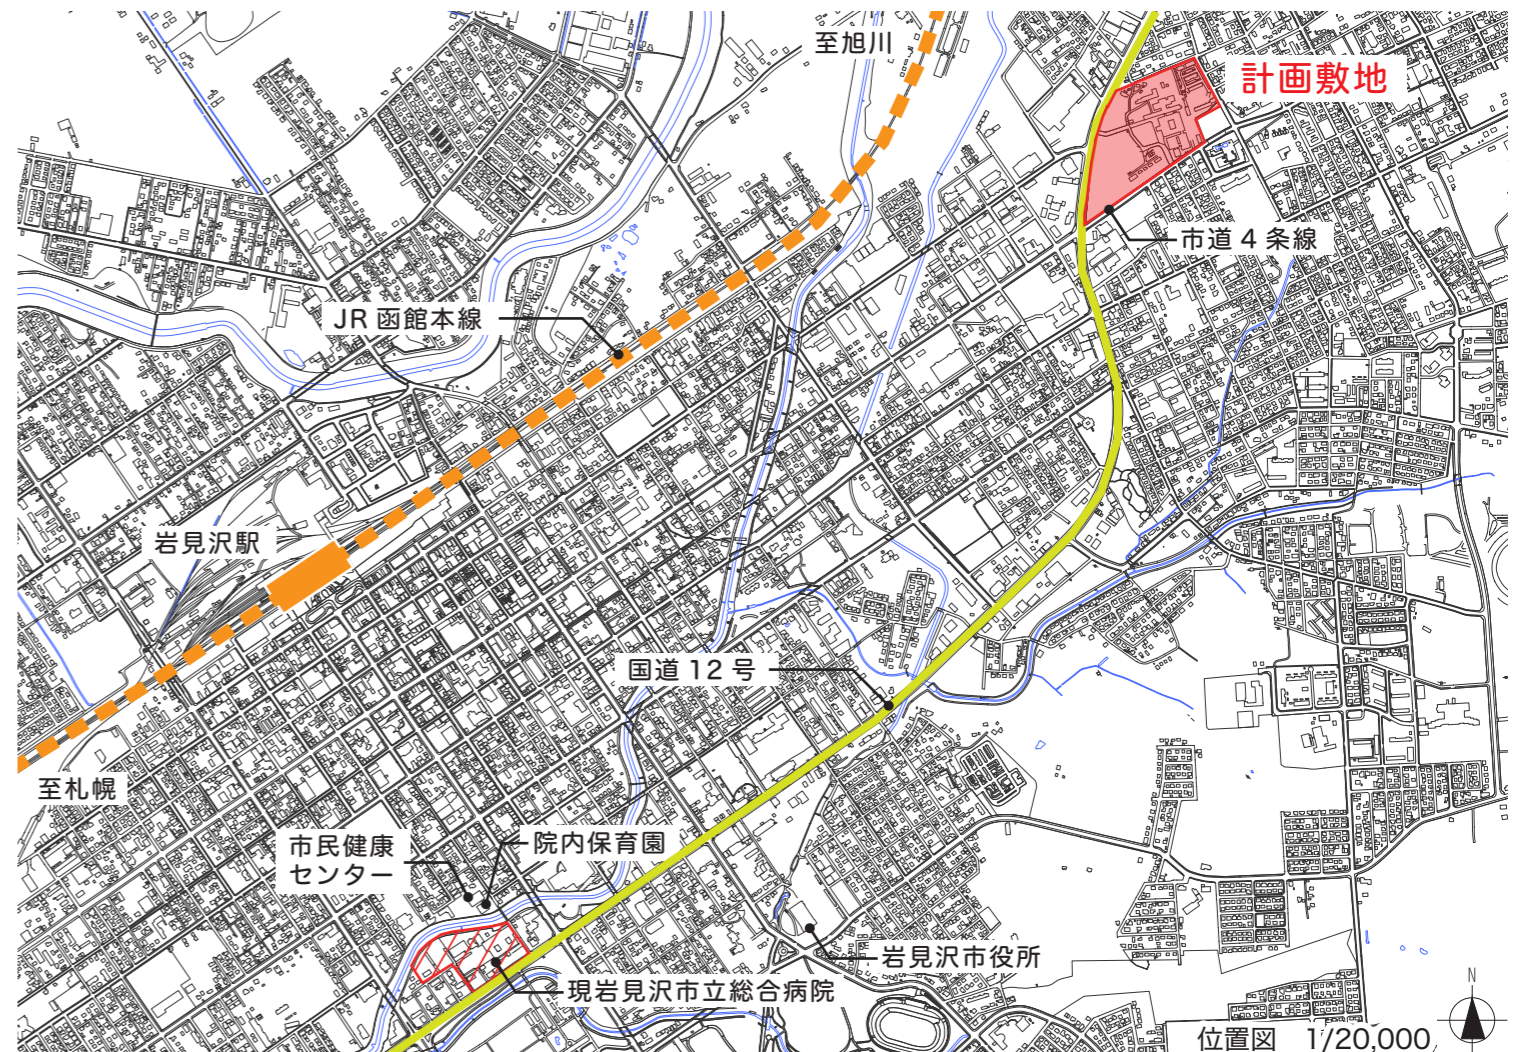 至旭川
計画敷地
市道4条線
JR函館本線
岩見沢駅
国道12号
至札幌
市民健康
センター
院内保育園
岩見沢市役所
現岩見沢市立総合病院
N
位置図 1/20,000